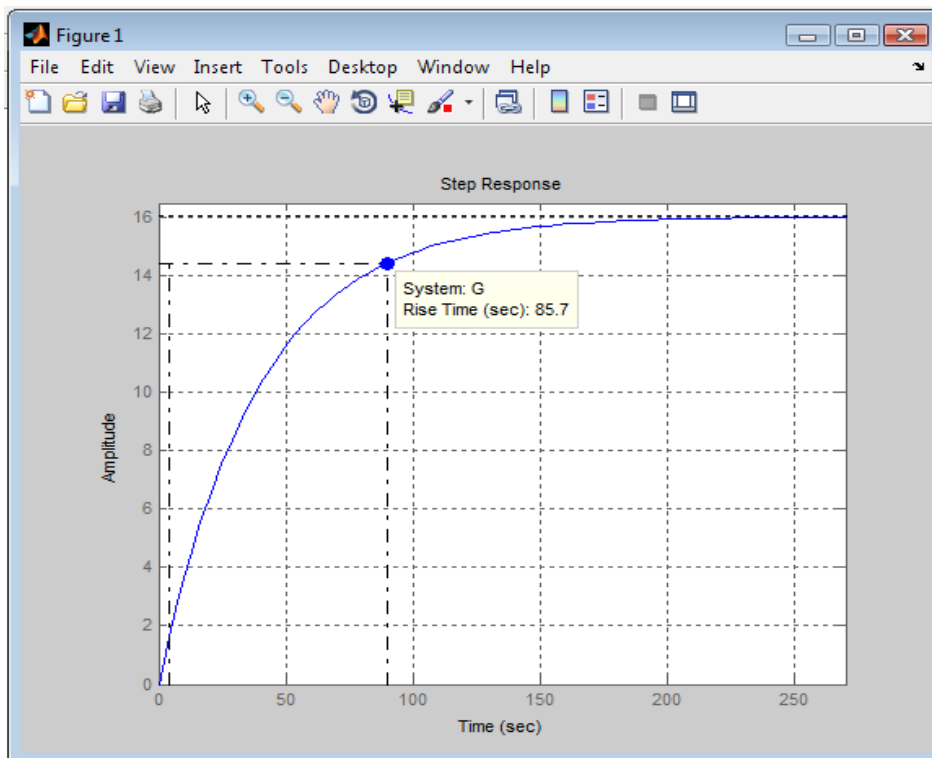 Figure 1
File Edit View Insert Tools Desktop Window Help
Step Response
16
14
12
10
8
6
4
2
0
Amplitude
System: G
Rise Time (sec): 85.7
0 50 100 150 200 250
Time (sec)